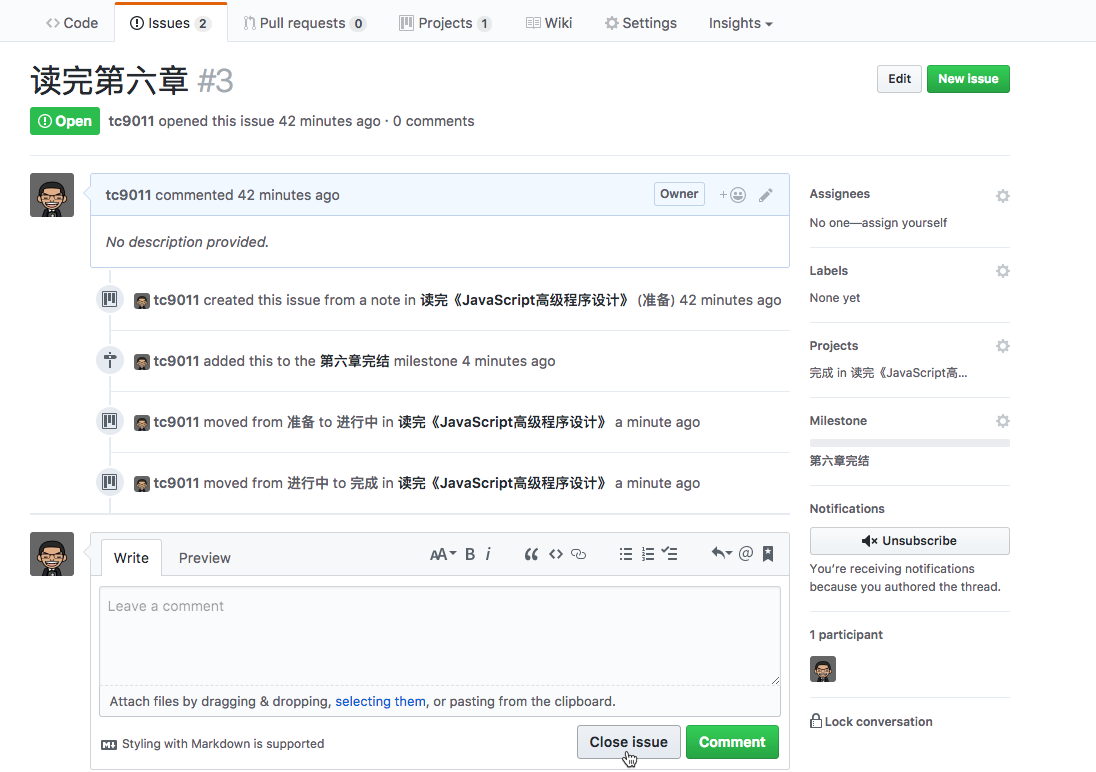 Code Issues 2 Pull requests 0 Projects 1 Wiki Settings Insights
读完第六章 #3
Edit New issue
Open tc9011 opened this issue 42 minutes ago · 0 comments
tc9011 commented 42 minutes ago Owner
No description provided.
tc9011 created this issue from a note in 读完《JavaScript高级程序设计》 (准备) 42 minutes ago
tc9011 added this to the 第六章完结 milestone 4 minutes ago
tc9011 moved from 准备 to 进行中 in 读完《JavaScript高级程序设计》 a minute ago
tc9011 moved from 进行中 to 完成 in 读完《JavaScript高级程序设计》 a minute ago
Write Preview AA B i
Leave a comment
Attach files by dragging & dropping, selecting them, or pasting from the clipboard.
Styling with Markdown is supported
Close issue Comment
Assignees
No one—assign yourself
Labels
None yet
Projects
完成 in 读完《JavaScript高...
Milestone
第六章完结
Notifications
Unsubscribe
You’re receiving notifications
because you authored the thread.
1 participant
Lock conversation